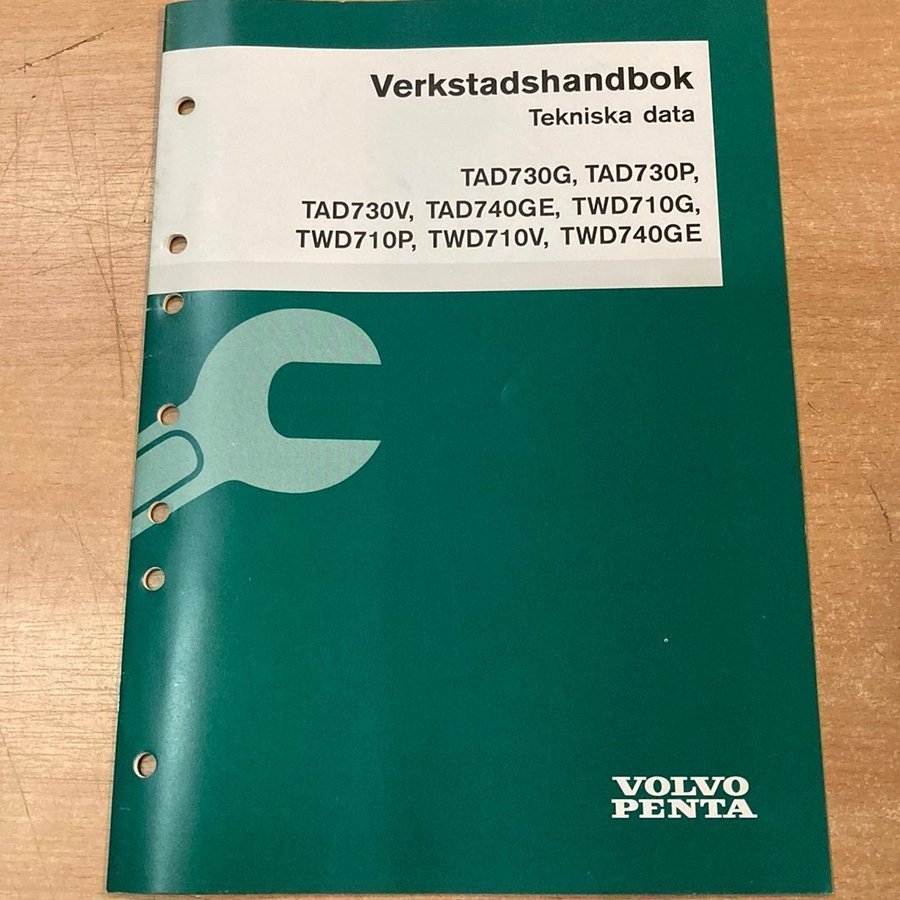 Verkstadshandbok
Tekniska data
TAD730G, TAD730P,
TAD730V, TAD740GE, TWD710G,
TWD710P, TWD710V, TWD740GE
VOLVO
PENTA